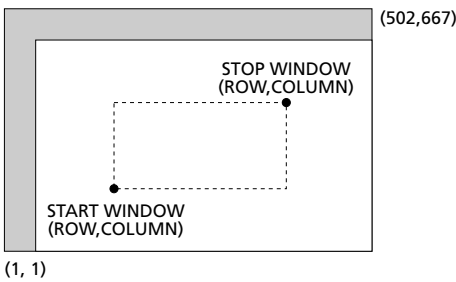 (502,667)
STOP WINDOW
(ROW,COLUMN)
START WINDOW
(ROW,COLUMN)
(1, 1)